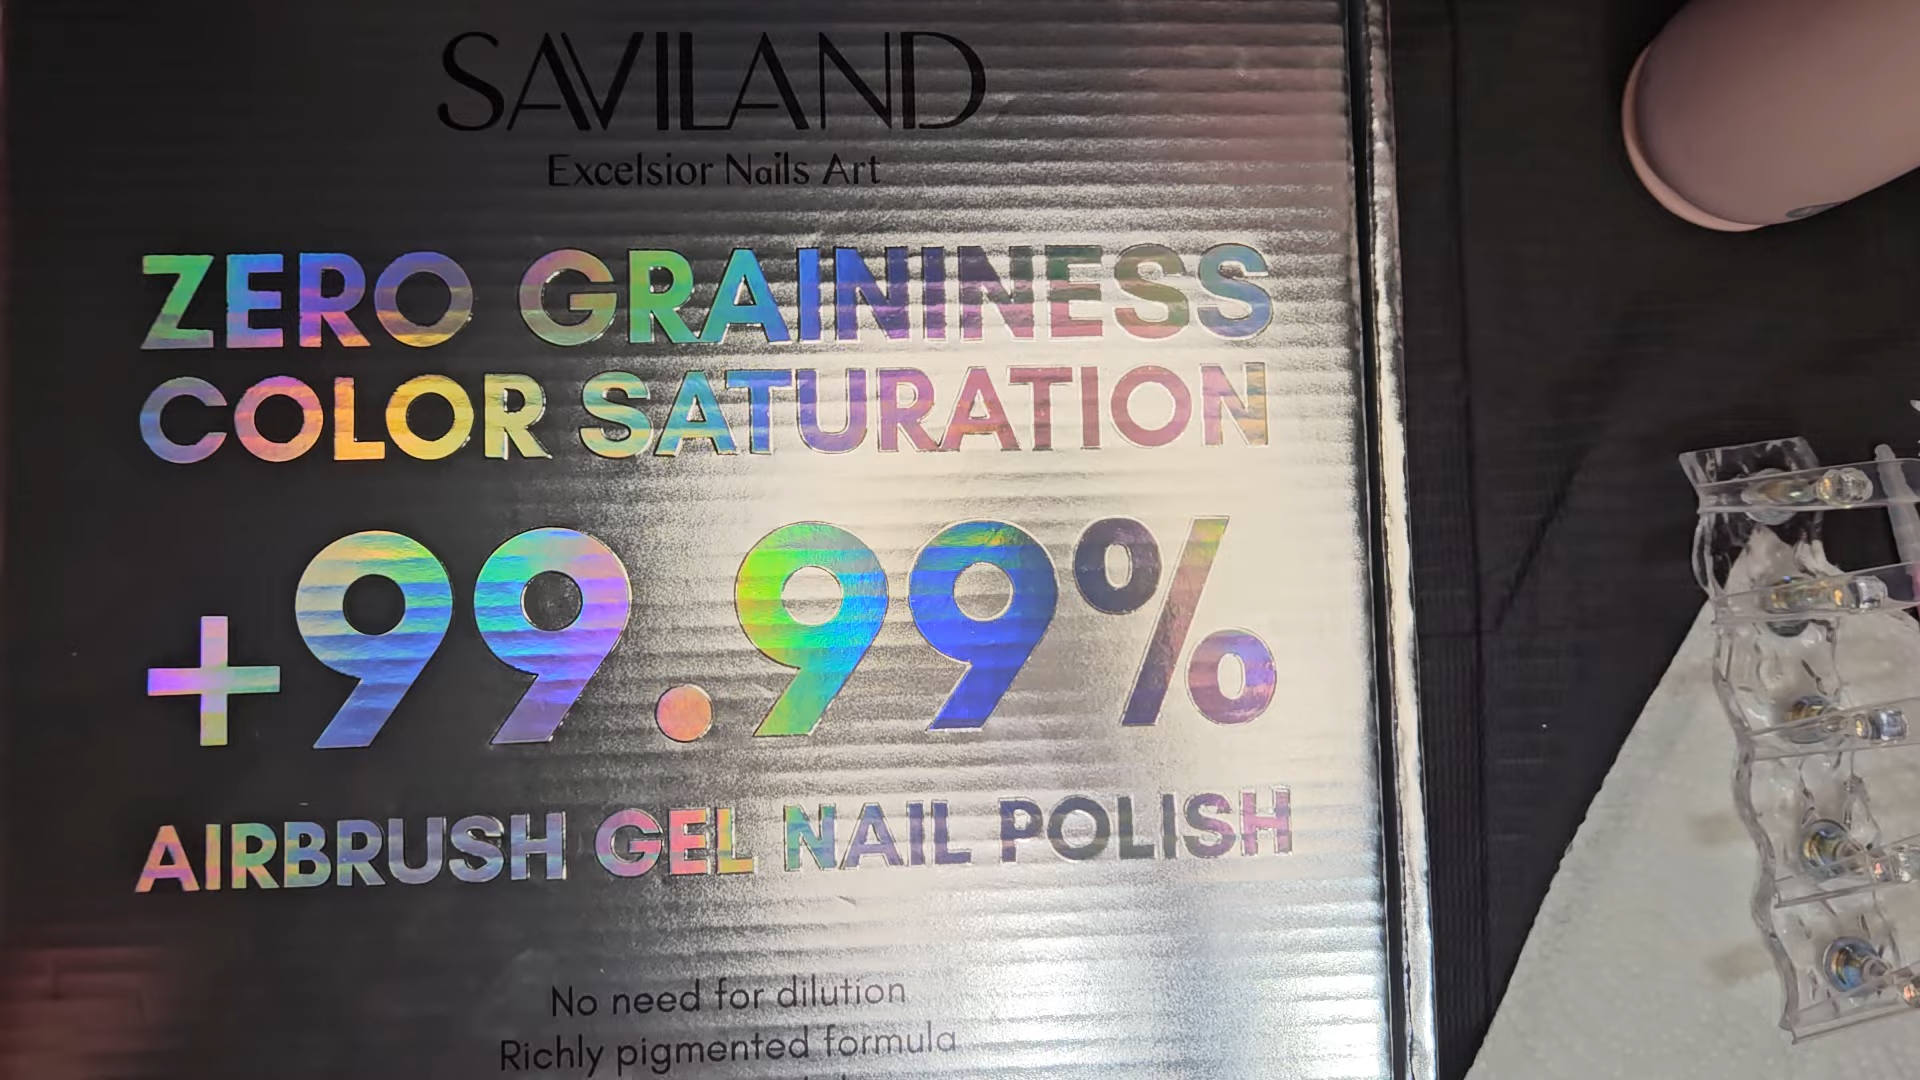 SAVILAND
Excelsior Nails Art
ZERO GRAININESS
COLOR SATURATION
+99.99%
AIRBRUSH GEL NAIL POLISH
No need for dilution
Richly pigmented formula